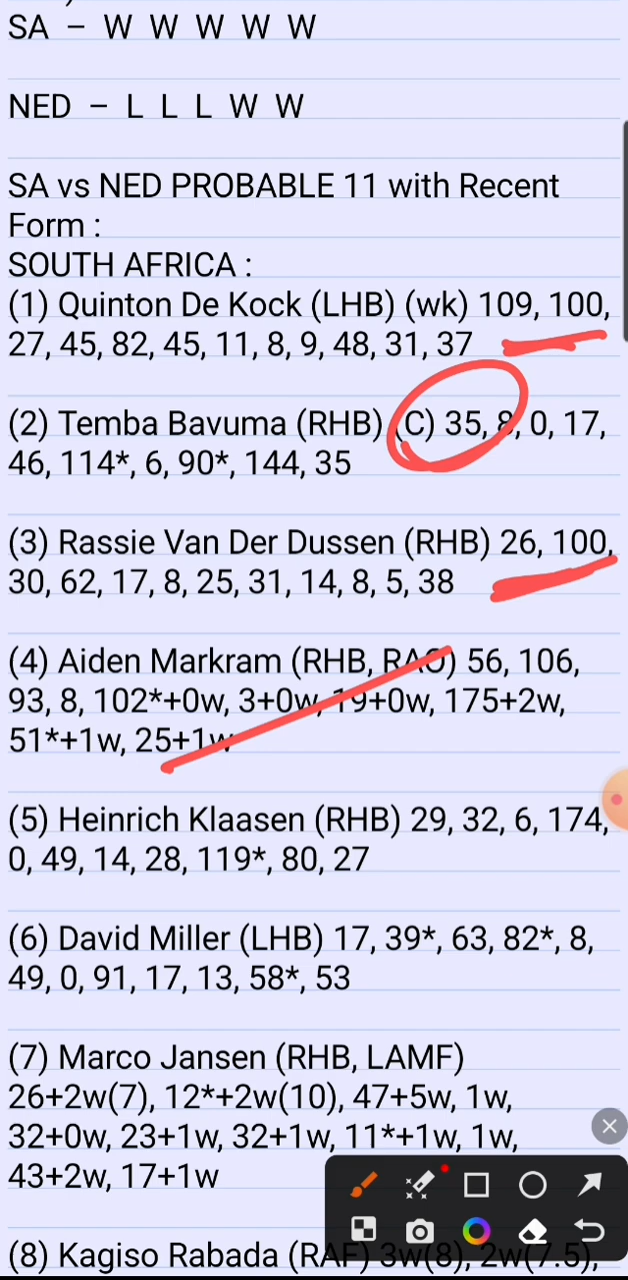 SA – W W W W W
NED – L L L W W
SA vs NED PROBABLE 11 with Recent
Form :
SOUTH AFRICA :
(1) Quinton De Kock (LHB) (wk) 109, 100,
27, 45, 82, 45, 11, 8, 9, 48, 31, 37
(2) Temba Bavuma (RHB) (C) 35, 8, 0, 17,
46, 114*, 6, 90*, 144, 35
(3) Rassie Van Der Dussen (RHB) 26, 100,
30, 62, 17, 8, 25, 31, 14, 8, 5, 38
(4) Aiden Markram (RHB, RAO) 56, 106,
93, 8, 102*+0w, 3+0w, 19+0w, 175+2w,
51*+1w, 25+1w
(5) Heinrich Klaasen (RHB) 29, 32, 6, 174,
0, 49, 14, 28, 119*, 80, 27
(6) David Miller (LHB) 17, 39*, 63, 82*, 8,
49, 0, 91, 17, 13, 58*, 53
(7) Marco Jansen (RHB, LAMF)
26+2w(7), 12*+2w(10), 47+5w, 1w,
32+0w, 23+1w, 32+1w, 11*+1w, 1w,
43+2w, 17+1w
(8) Kagiso Rabada (RAF) 3w(8), 2w(7.5),